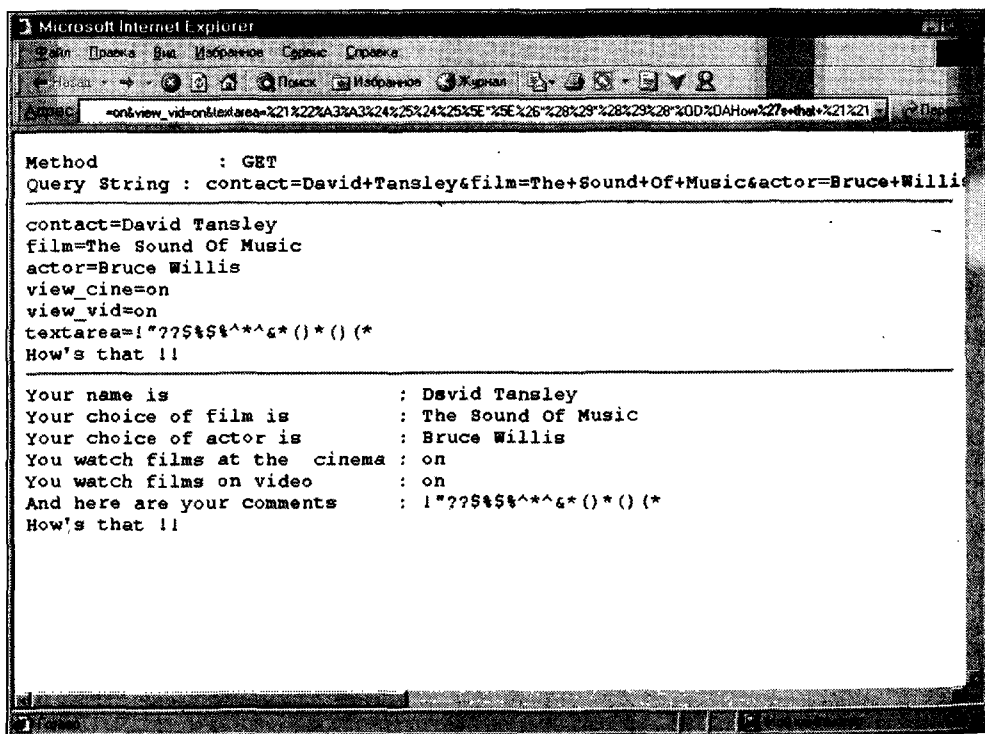 Microsoft Internet Explorer
Файл Правка Вид Избранное Сервис Справка
Назад Поиск Избранное Журнал
Адрес =on&view_vid=on&textarea=%21%22%A3%A3%24%25%24%25%5E*%5E%26*%28%29*%28%29%28*%0D%0AHow%27s+that+%21%21
Method : GET
Query String : contact=David+Tansley&film=The+Sound+Of+Music&actor=Bruce+Willis
contact=David Tansley
film=The Sound Of Music
actor=Bruce Willis
view_cine=on
view_vid=on
textarea=!"??$%$%^*^&*()*()(*
How's that !!
Your name is : David Tansley
Your choice of film is : The Sound Of Music
Your choice of actor is : Bruce Willis
You watch films at the cinema : on
You watch films on video : on
And here are your comments : !"??$%$%^*^&*()*()(*
How's that !!
Готово